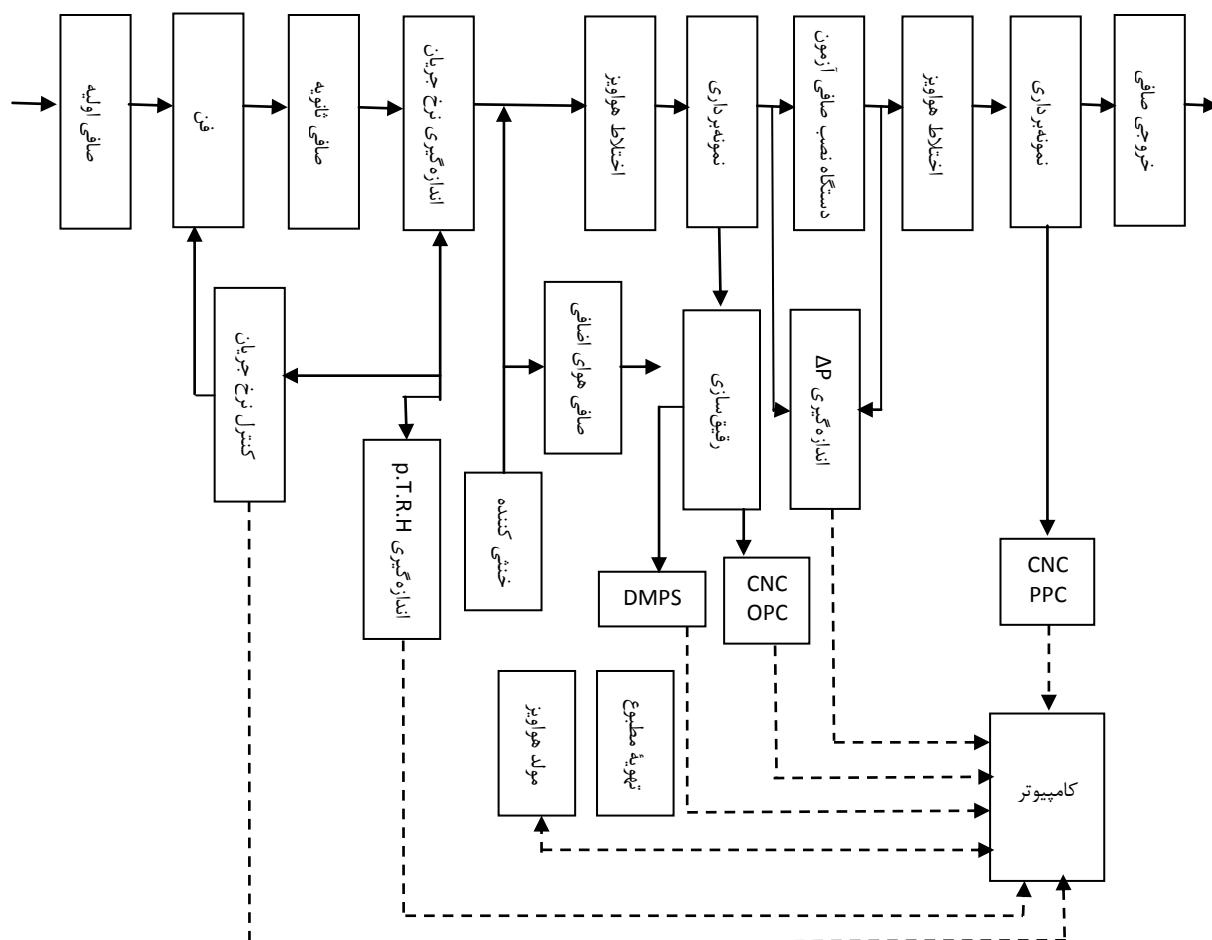 صافی اولیه
فن
صافی ثانویه
اندازه‌گیری نرخ جریان
اختلاط هواویز
نمونه‌برداری
دستگاه نصب صافی آزمون
اختلاط هواویز
نمونه‌برداری
خروجی صافی
کنترل نرخ جریان
اندازه‌گیری p.T.R.H
خنثی کننده
صافی هوای اضافی
رقیق‌سازی
اندازه‌گیری ΔP
DMPS
CNC
OPC
CNC
PPC
مولد هواویز
تهویهٔ مطبوع
کامپیوتر